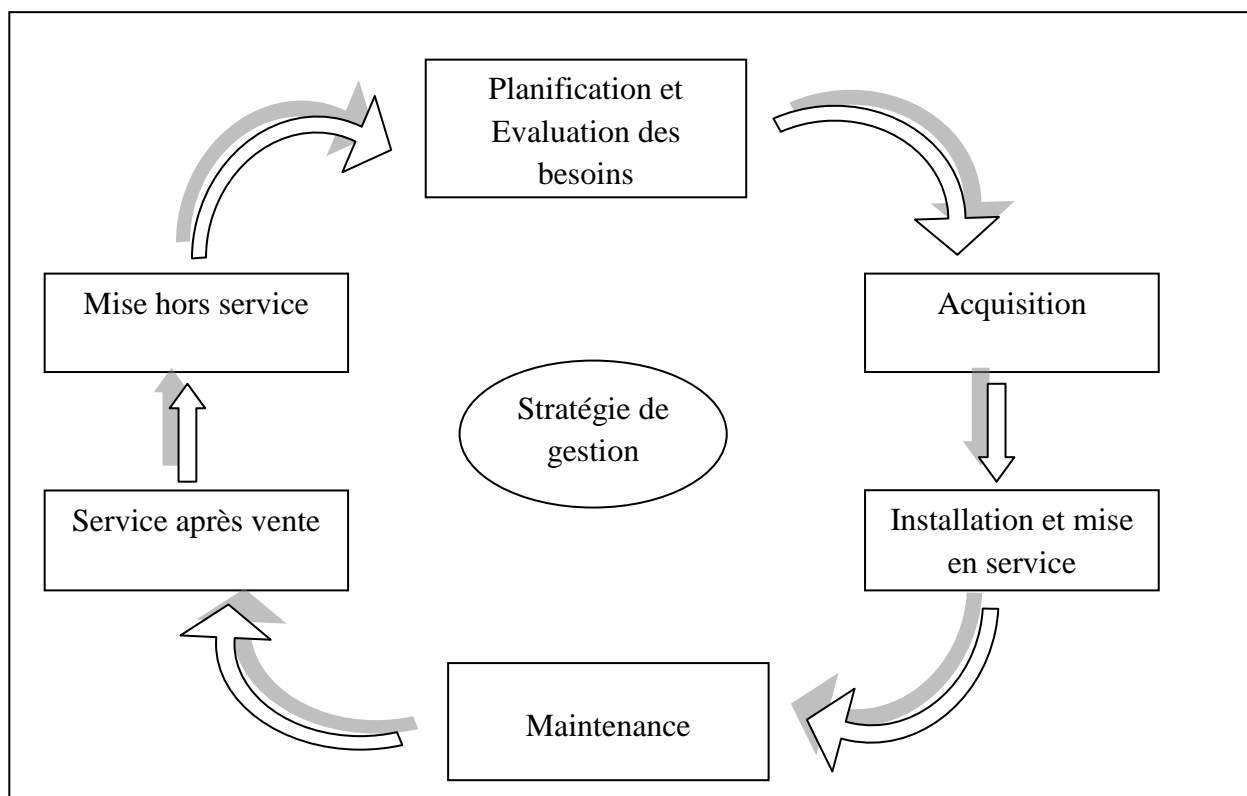 Planification et
Evaluation des
besoins
Mise hors service
Acquisition
Stratégie de
gestion
Service après vente
Installation et mise
en service
Maintenance